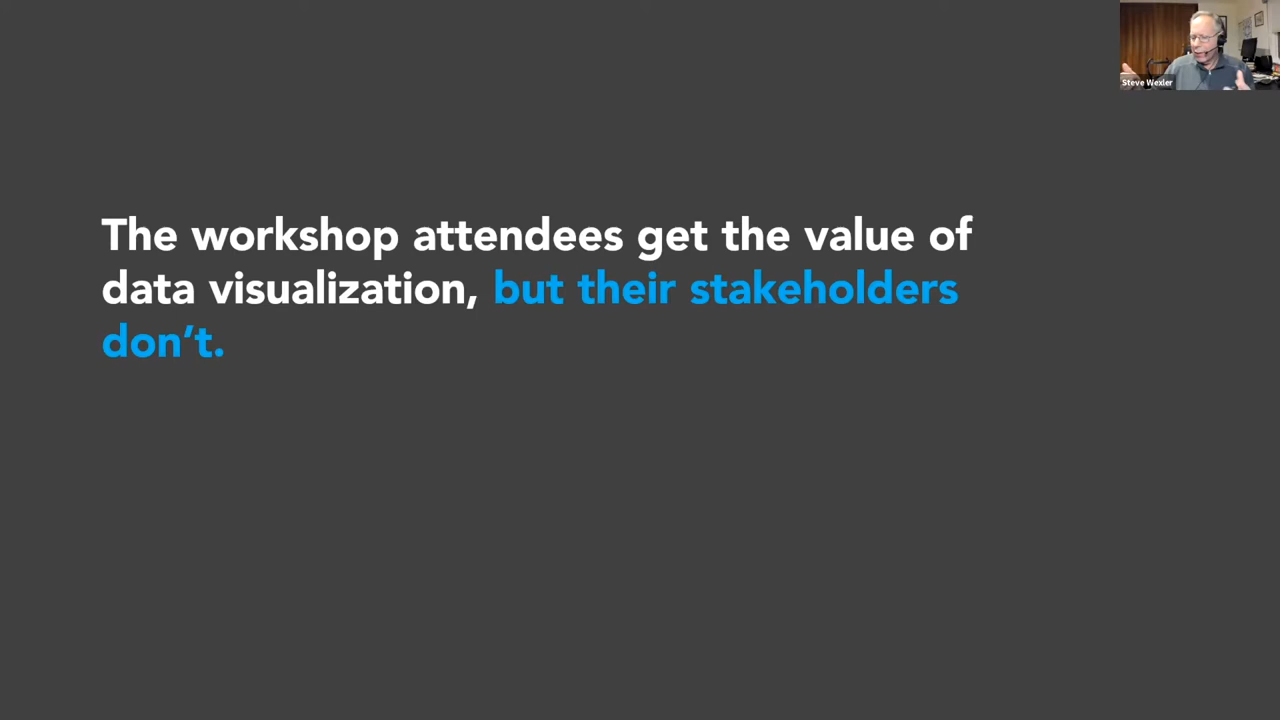 Steve Wexler
The workshop attendees get the value of
data visualization, but their stakeholders
don’t.